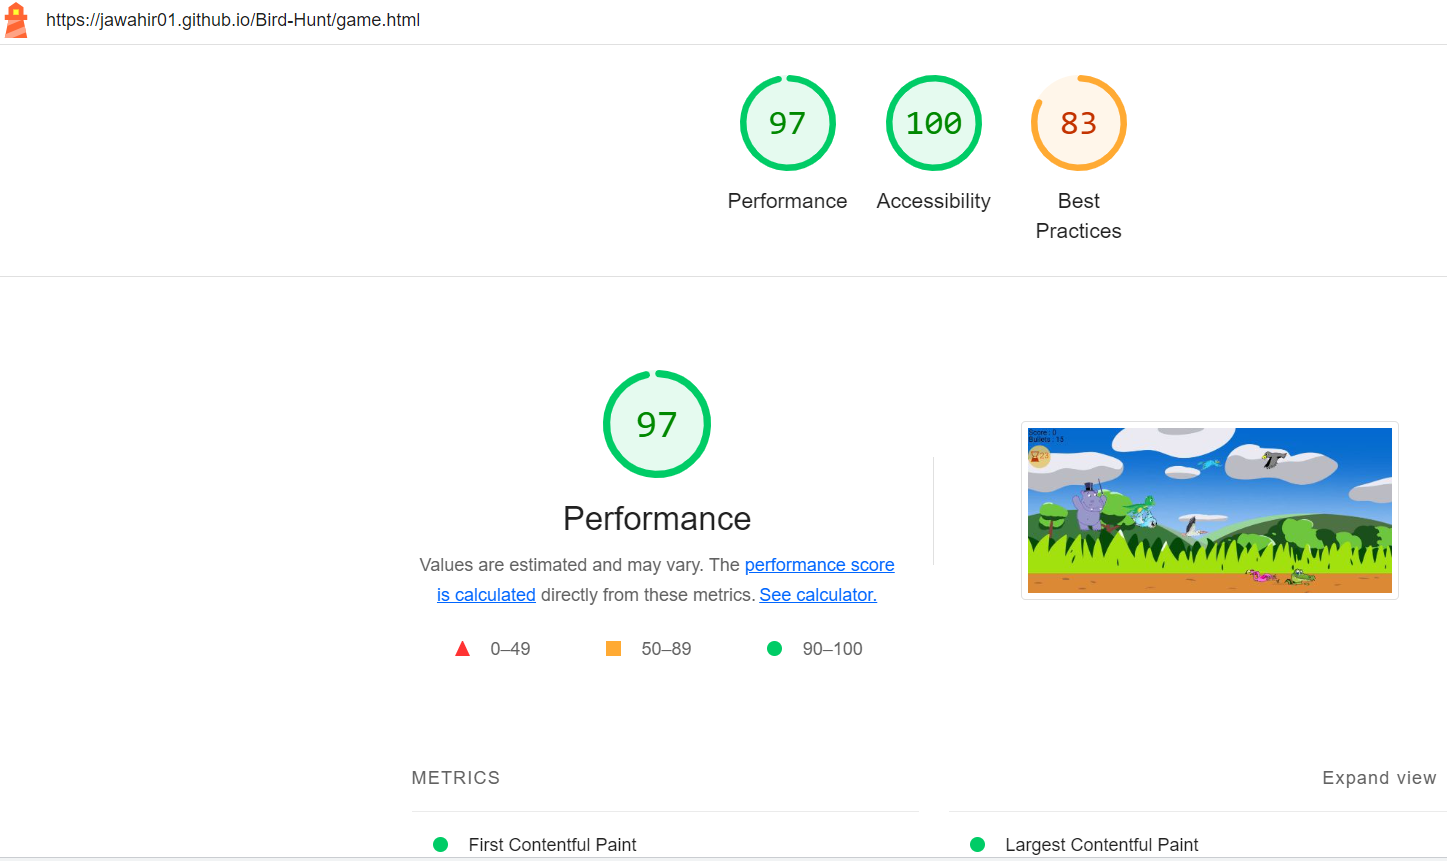 https://jawahir01.github.io/Bird-Hunt/game.html
97
100
83
Performance
Accessibility
Best
Practices
97
Performance
Values are estimated and may vary. The performance score
is calculated directly from these metrics. See calculator.
0–49
50–89
90–100
Score : 0
Bullets : 15
23
METRICS
Expand view
First Contentful Paint
Largest Contentful Paint